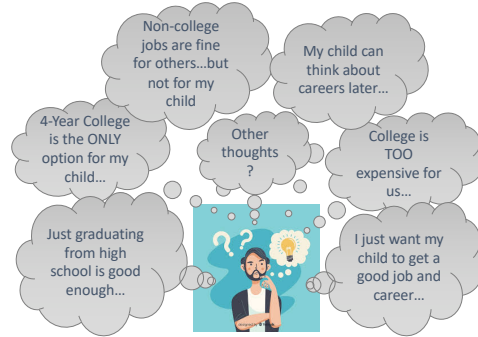 Non-college
jobs are fine
for others…but
not for my
child
My child can
think about
careers later…
4-Year College
is the ONLY
option for my
child…
Other
thoughts
?
College is
TOO
expensive for
us…
Just graduating
from high
school is good
enough…
I just want my
child to get a
good job and
career…